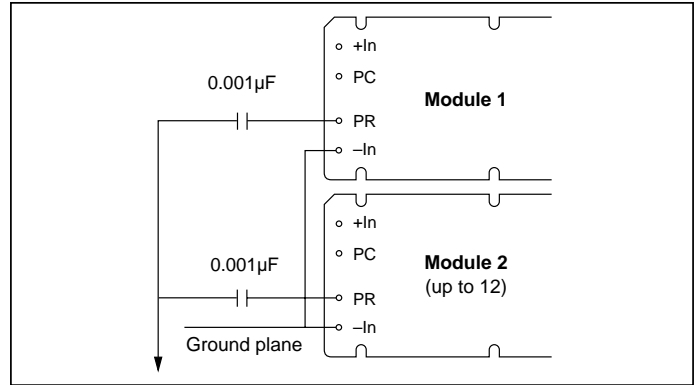 +In
PC
0.001µF
Module 1
PR
–In
+In
PC
0.001µF
Module 2
(up to 12)
PR
–In
Ground plane